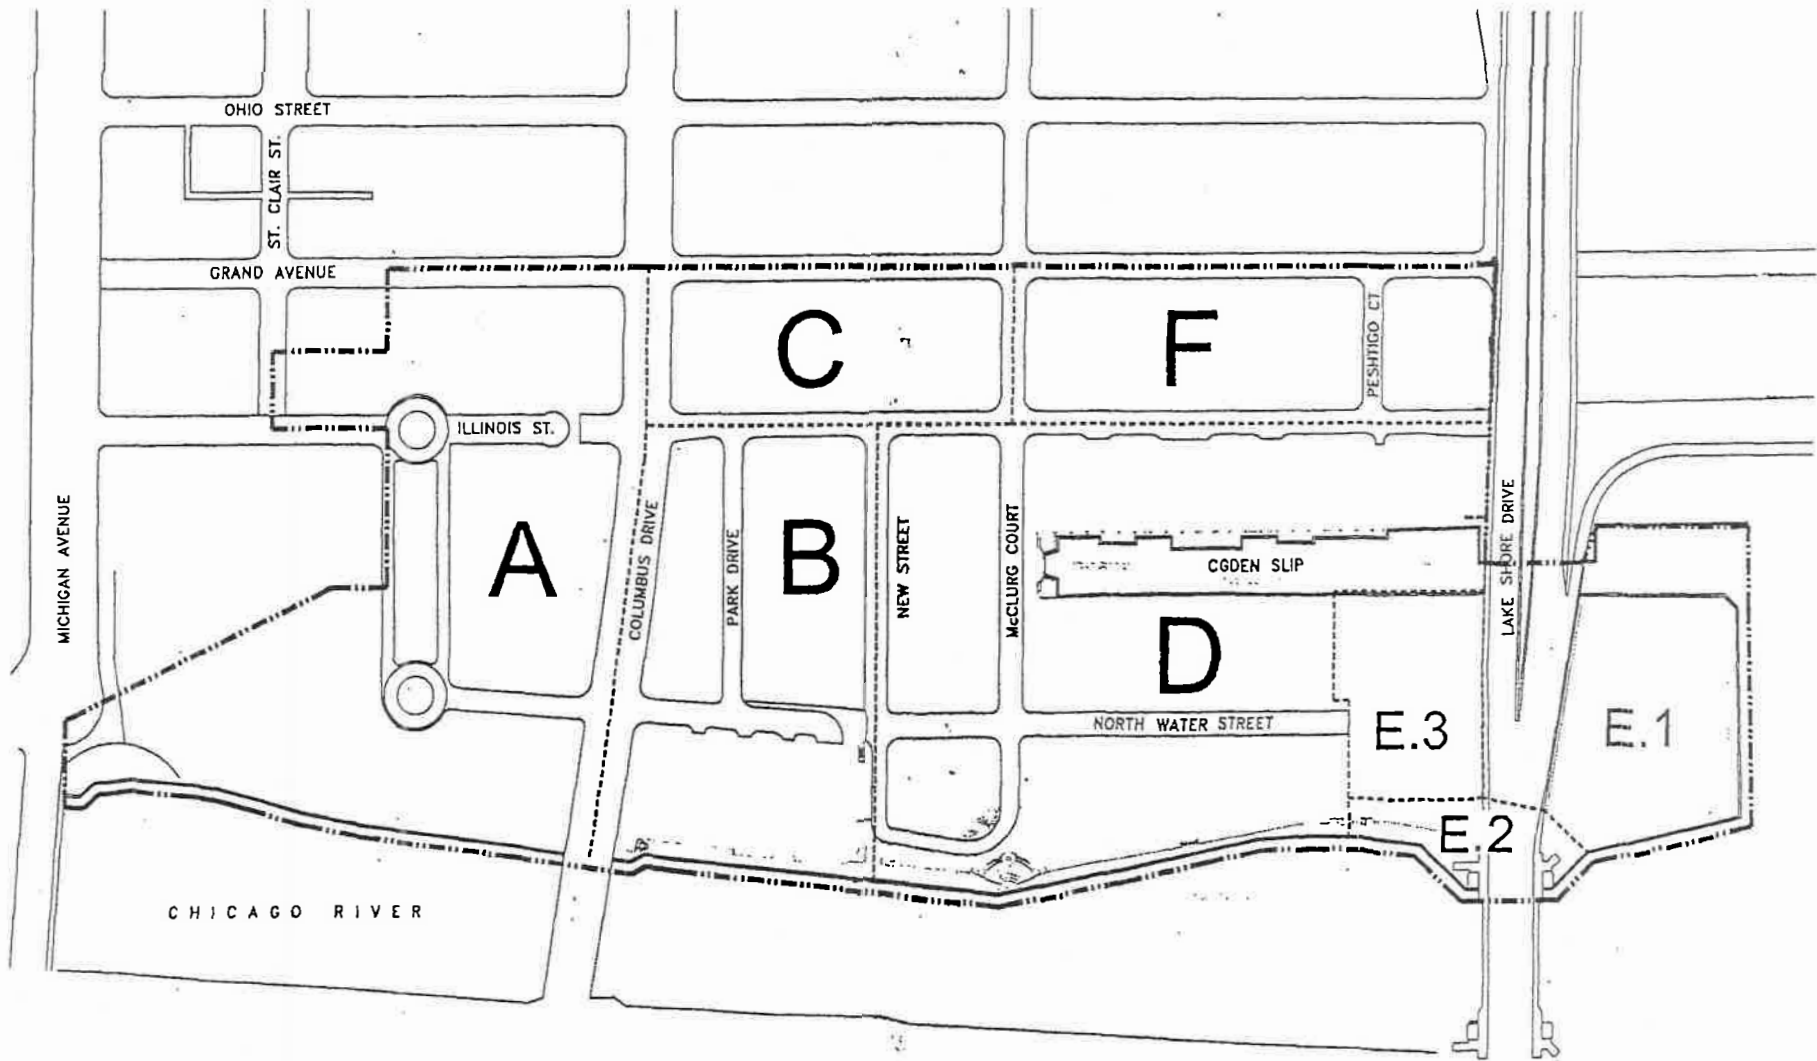 OHIO STREET
ST. CLAIR ST.
GRAND AVENUE
C
F
PESHTIGO CT
ILLINOIS ST.
MICHIGAN AVENUE
A
COLUMBUS DRIVE
PARK DRIVE
B
NEW STREET
McCLURG COURT
OGDEN SLIP
LAKE SHORE DRIVE
D
NORTH WATER STREET
E.3
E.1
E.2
CHICAGO RIVER